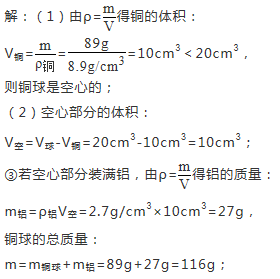 解：（1）由ρ=m/V得铜的体积：
V铜=m/ρ铜=89g/8.9g/cm³=10cm³＜20cm³，
则铜球是空心的；
（2）空心部分的体积：
V空=V球-V铜=20cm³-10cm³=10cm³；
③若空心部分装满铝，由ρ=m/V得铝的质量：
m铝=ρ铝V空=2.7g/cm³×10cm³=27g，
铜球的总质量：
m=m铜球+m铝=89g+27g=116g；